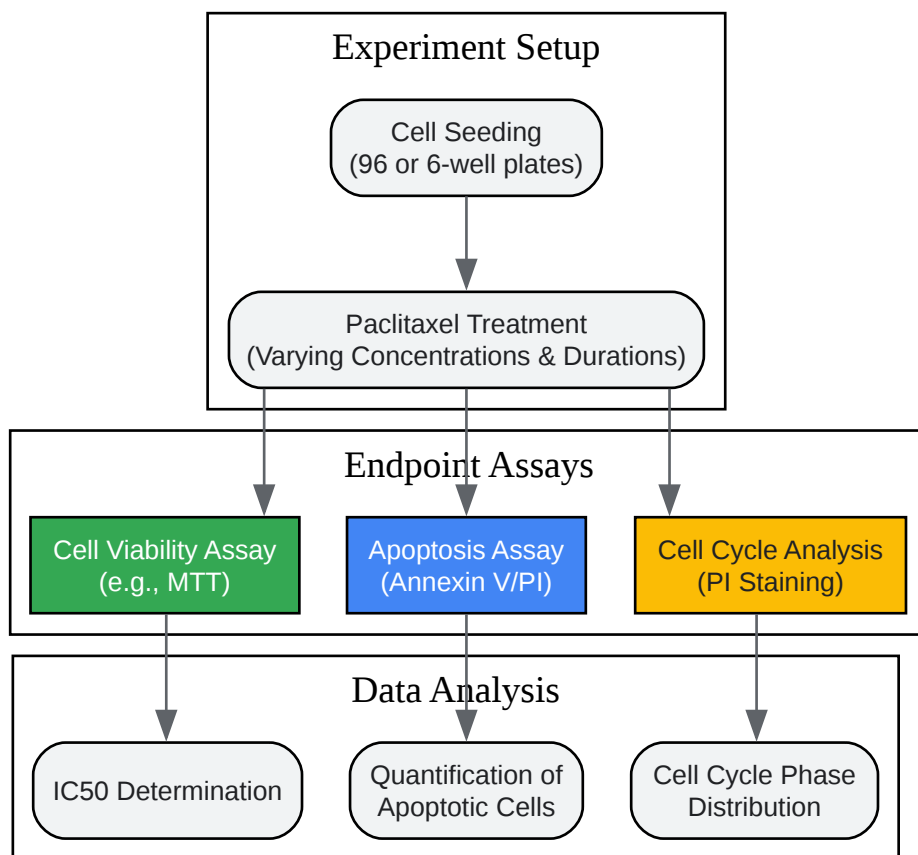 Experiment Setup
Cell Seeding
(96 or 6-well plates)
Paclitaxel Treatment
(Varying Concentrations & Durations)
Endpoint Assays
Cell Viability Assay
(e.g., MTT)
Apoptosis Assay
(Annexin V/PI)
Cell Cycle Analysis
(PI Staining)
Data Analysis
IC50 Determination
Quantification of
Apoptotic Cells
Cell Cycle Phase
Distribution